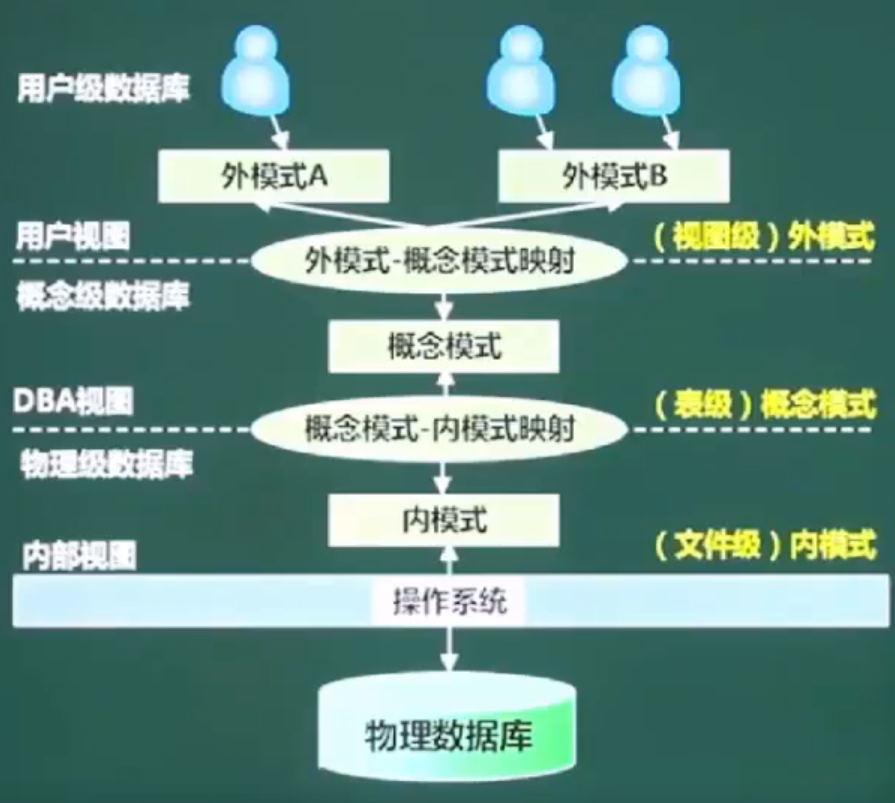 用户级数据库
外模式A
外模式B
用户视图
（视图级）外模式
外模式-概念模式映射
概念级数据库
概念模式
DBA视图
（表级）概念模式
概念模式-内模式映射
物理级数据库
内模式
内部视图
（文件级）内模式
操作系统
物理数据库